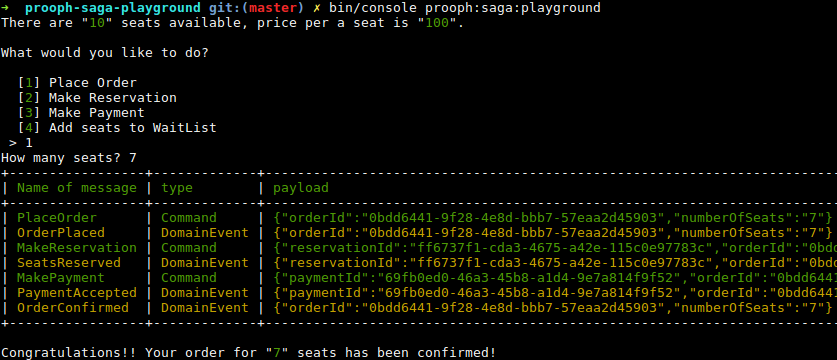 ➜  prooph-saga-playground git:(master) ✗ bin/console prooph:saga:playground
There are "10" seats available, price per a seat is "100".
What would you like to do?
[1] Place Order
[2] Make Reservation
[3] Make Payment
[4] Add seats to WaitList
> 1
How many seats? 7
| Name of message | type | payload
| PlaceOrder | Command | {"orderId":"0bdd6441-9f28-4e8d-bbb7-57eaa2d45903","numberOfSeats":"7"}
| OrderPlaced | DomainEvent | {"orderId":"0bdd6441-9f28-4e8d-bbb7-57eaa2d45903","numberOfSeats":"7"}
| MakeReservation | Command | {"reservationId":"ff6737f1-cda3-4675-a42e-115c0e97783c","orderId":"0bdd
| SeatsReserved | DomainEvent | {"reservationId":"ff6737f1-cda3-4675-a42e-115c0e97783c","orderId":"0bdd
| MakePayment | Command | {"paymentId":"69fb0ed0-46a3-45b8-a1d4-9e7a814f9f52","orderId":"0bdd6441
| PaymentAccepted | DomainEvent | {"paymentId":"69fb0ed0-46a3-45b8-a1d4-9e7a814f9f52","orderId":"0bdd6441
| OrderConfirmed | DomainEvent | {"orderId":"0bdd6441-9f28-4e8d-bbb7-57eaa2d45903","numberOfSeats":"7"}
Congratulations!! Your order for "7" seats has been confirmed!